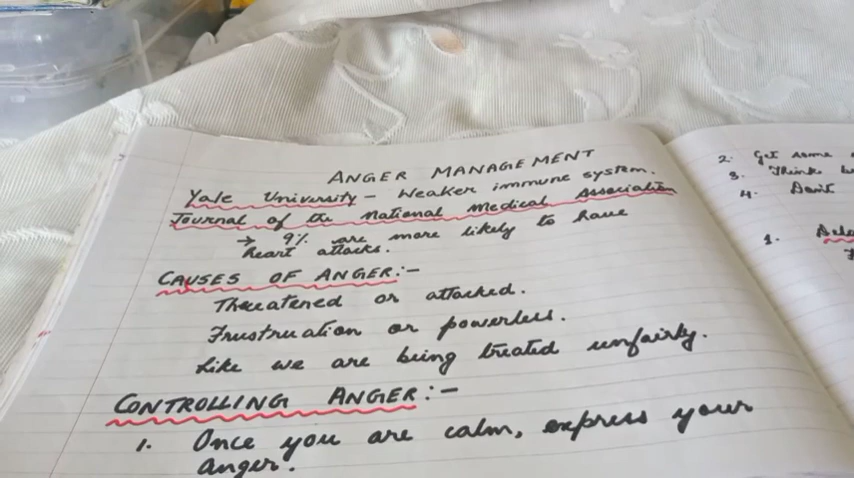 ANGER MANAGEMENT
Yale University - Weaker immune system.
Journal of the National Medical Association
→ 9% are more likely to have
heart attacks.
CAUSES OF ANGER:-
Threatened or attacked.
Frustruation or powerless.
Like we are being treated unfairly.
CONTROLLING ANGER:-
1. Once you are calm, express your
anger.
2. Get some
3. Think
4. Don't
1.